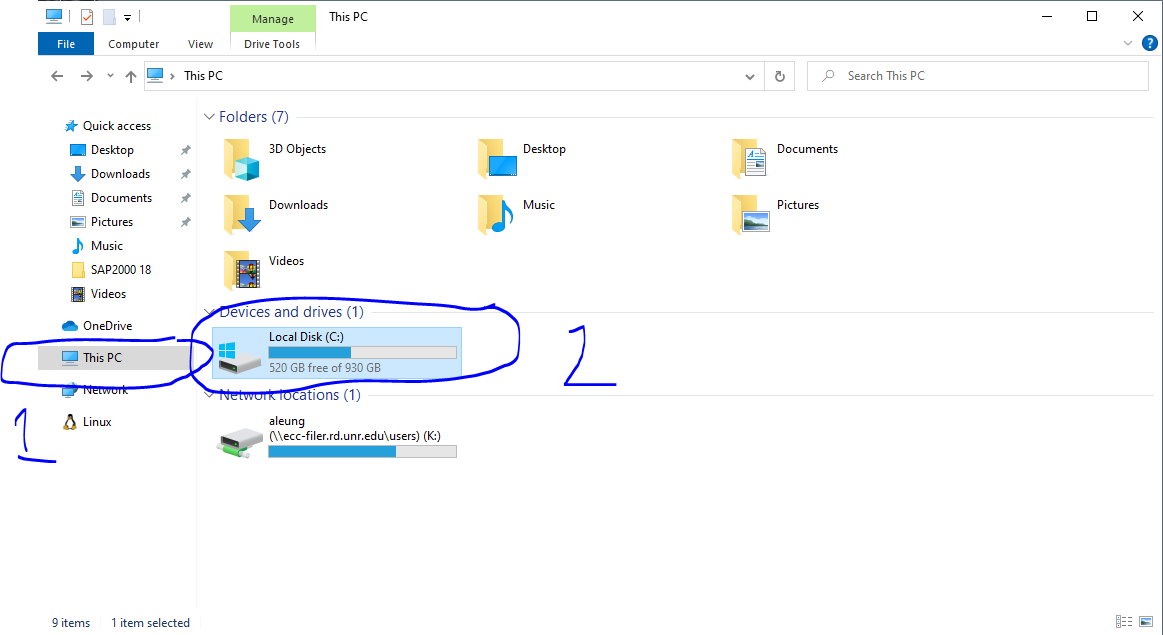 Manage
This PC
File
Computer
View
Drive Tools
?
This PC
Search This PC
Quick access
Desktop
Downloads
Documents
Pictures
Music
SAP2000 18
Videos
OneDrive
This PC
Network
Linux
1
Folders (7)
3D Objects
Desktop
Documents
Downloads
Music
Pictures
Videos
Devices and drives (1)
Local Disk (C:)
520 GB free of 930 GB
2
Network locations (1)
aleung
(\\ecc-filer.rd.unr.edu\users) (K:)
9 items
1 item selected